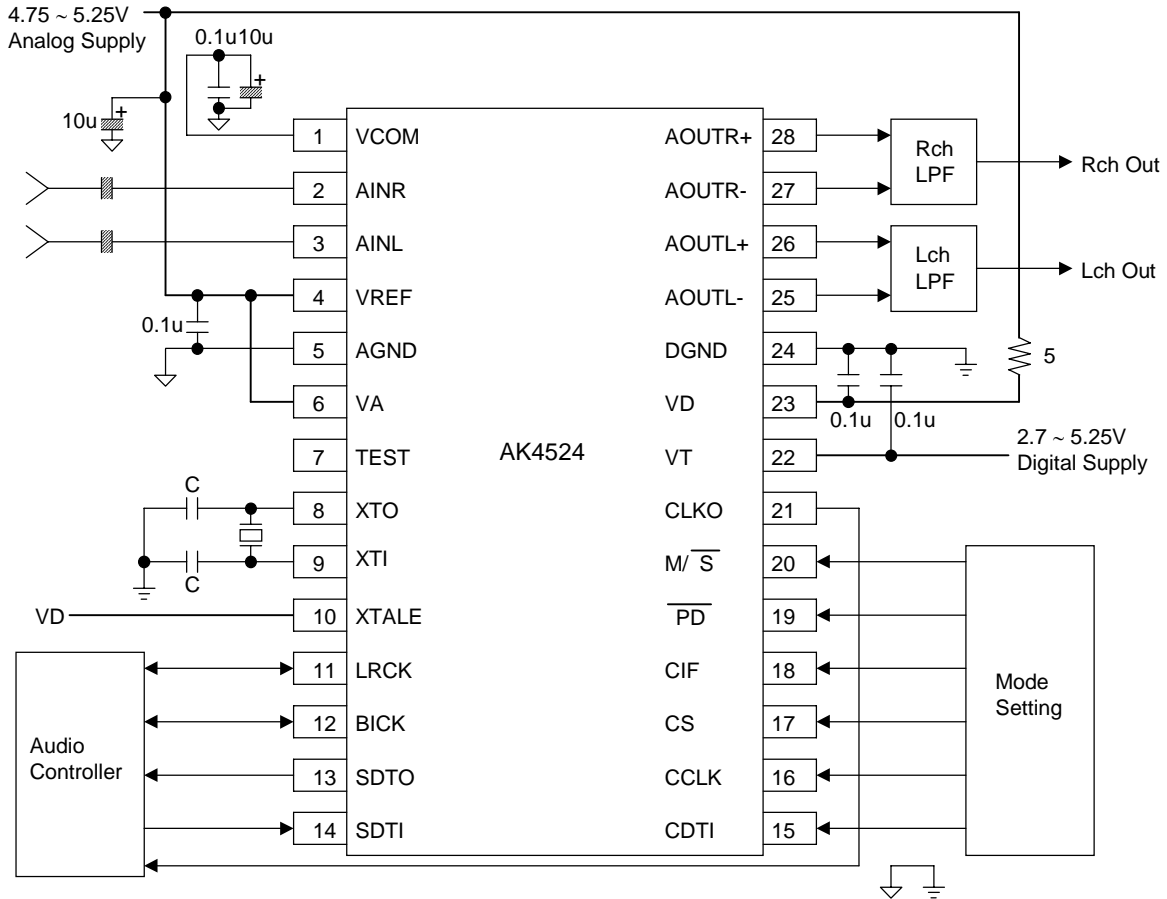 4.75 ~ 5.25V
Analog Supply
0.1u10u
10u
1 VCOM
2 AINR
3 AINL
4 VREF
0.1u
5 AGND
6 VA
7 TEST
C
8 XTO
9 XTI
C
VD
10 XTALE
11 LRCK
12 BICK
13 SDTO
14 SDTI
Audio
Controller
AK4524
AOUTR+ 28
AOUTR- 27
Rch
LPF
Rch Out
AOUTL+ 26
AOUTL- 25
Lch
LPF
Lch Out
DGND 24
5
VD 23
0.1u 0.1u
VT 22
2.7 ~ 5.25V
Digital Supply
CLKO 21
M/S̅ 20
P̅D̅ 19
CIF 18
CS 17
CCLK 16
CDTI 15
Mode
Setting